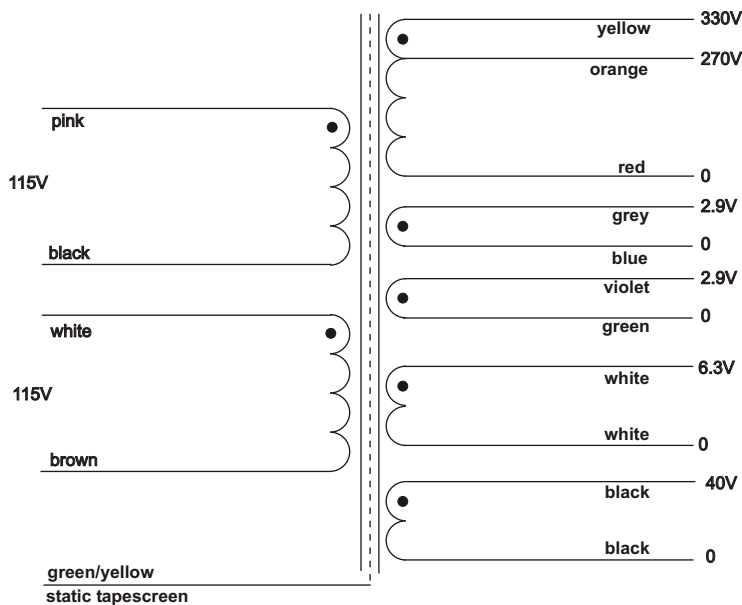 pink
115V
black
white
115V
brown
green/yellow
static tapescreen
330V
yellow
270V
orange
red
0
2.9V
grey
0
blue
2.9V
violet
0
green
6.3V
white
white
0
40V
black
black
0